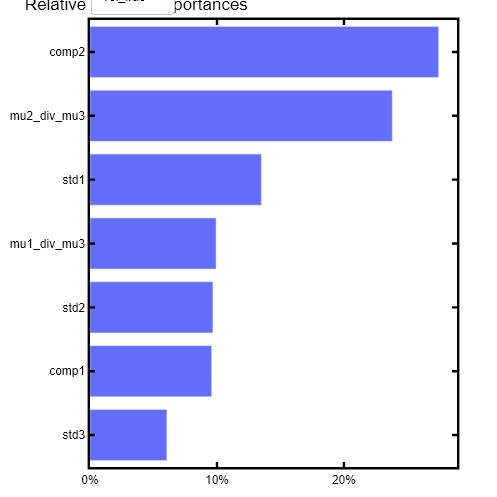 Relative portances
comp2
mu2_div_mu3
std1
mu1_div_mu3
std2
comp1
std3
0% 10% 20%